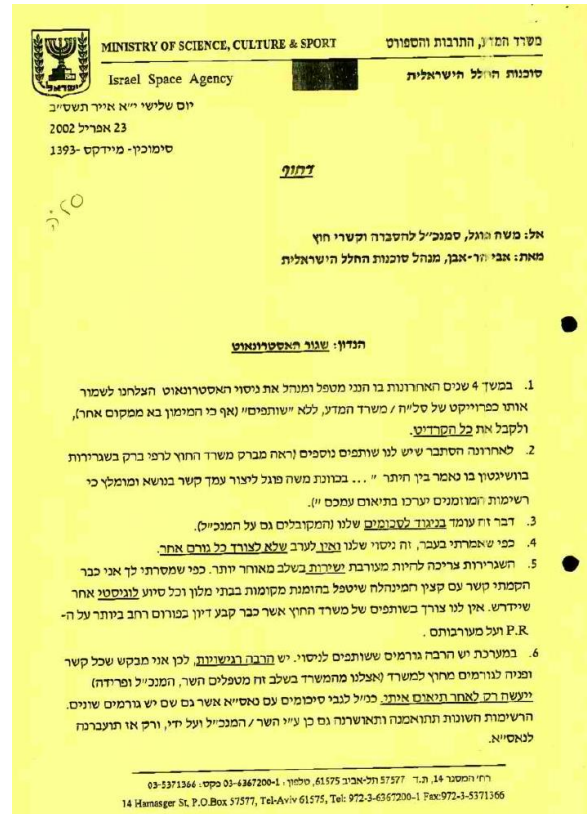 משרד המדע, התרבות והספורט
MINISTRY OF SCIENCE, CULTURE & SPORT
סוכנות החלל הישראלית
Israel Space Agency
ישראל
יום שלישי י״א אייר תשס״ב
23 אפריל 2002
סימוכין- מיידקס -1393
דחוף
אל: משה פוגל, סמנכ״ל להסברה וקשרי חוץ
מאת: אבי הר-אבן, מנהל סוכנות החלל הישראלית
הנדון: שגור האסטרונאוט
1. במשך 4 שנים האחרונות בו הנני מטפל ומנהל את ניסוי האסטרונאוט הצלחנו לשמור
אותו כפרוייקט של סל״ה / משרד המדע, ללא ״שותפים״ (אף כי המימון בא ממקום אחר),
ולקבל את כל הקרדיט.
2. לאחרונה הסתבר שיש לנו שותפים נוספים (ראה מברק משרד החוץ לרפי ברק בשגרירות
בוושינגטון בו נאמר בין היתר ״ ... בכוונת משה פוגל ליצור עמך קשר בנושא ומומלץ כי
רשימות המוזמנים יערכו בתיאום עמכם ״).
3. דבר זה עומד בניגוד לסכומים שלנו (המקובלים גם על המנכ״ל).
4. כפי שאמרתי בעבר, זה ניסוי שלנו ואין לערב שלא לצורך כל גורם אחר.
5. השגרירות צריכה להיות מעורבת ישירות בשלב מאוחר יותר. כפי שמסרתי לך אני כבר
הקמתי קשר עם קצין המינהלה שיטפל בהזמנת מקומות בבתי מלון וכל סיוע לוגיסטי אחר
שיידרש. אין לנו צורך בשותפים של משרד החוץ אשר כבר קבע דיון בפורום רחב ביותר על ה-
P.R ועל מעורבותם .
6. במערכת יש הרבה גורמים ששותפים לניסוי. יש הרבה רגישויות, לכן אני מבקש שכל קשר
ופניה לגורמים מחוץ למשרד (אצלנו מהמשרד בשלב זה מטפלים השר, המנכ״ל ופרידה)
ייעשה רק לאחר תיאום איתי. כנ״ל לגבי סיכומים עם נאס״א אשר גם שם יש גורמים שונים.
הרשימות השונות תתואמנה ותאושרנה גם כן ע״י השר / המנכ״ל ועל ידי, ורק אז תועברנה
לנאס״א.
רח׳ המסגר 14, ת.ד. 57577 תל-אביב 61575, טלפון: 03-6367200-1 פקס: 03-5371366
14 Hamasger St. P.O.Box 57577, Tel-Aviv 61575, Tel: 972-3-6367200-1 Fax:972-3-5371366